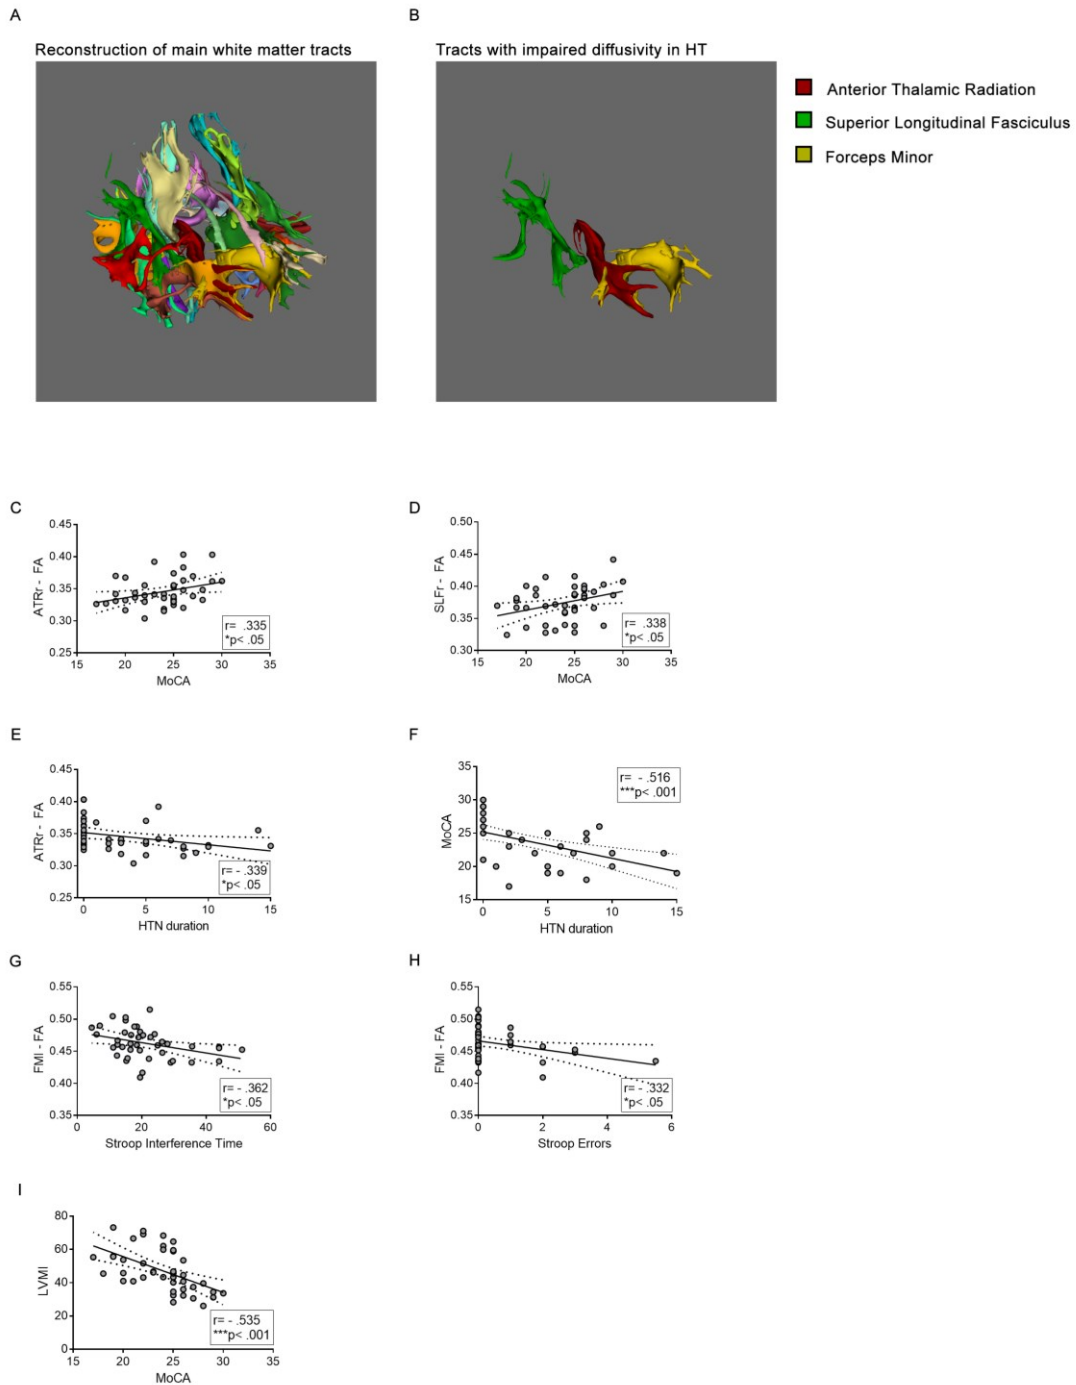 A
B
Reconstruction of main white matter tracts
Tracts with impaired diffusivity in HT
Anterior Thalamic Radiation
Superior Longitudinal Fasciculus
Forceps Minor
C
0.45
0.40
0.35
0.30
0.25
ATRr - FA
15 20 25 30 35
MoCA
r= .335
*p< .05
D
0.50
0.45
0.40
0.35
0.30
SLFr - FA
15 20 25 30 35
MoCA
r= .338
*p< .05
E
0.45
0.40
0.35
0.30
0.25
ATRr - FA
0 5 10 15
HTN duration
r= - .339
*p< .05
F
35
30
25
20
15
MoCA
0 5 10 15
HTN duration
r= - .516
***p< .001
G
0.55
0.50
0.45
0.40
0.35
FMI - FA
0 20 40 60
Stroop Interference Time
r= - .362
*p< .05
H
0.55
0.50
0.45
0.40
0.35
FMI - FA
0 2 4 6
Stroop Errors
r= - .332
*p< .05
I
80
60
40
20
0
LVMI
15 20 25 30 35
MoCA
r= - .535
***p< .001